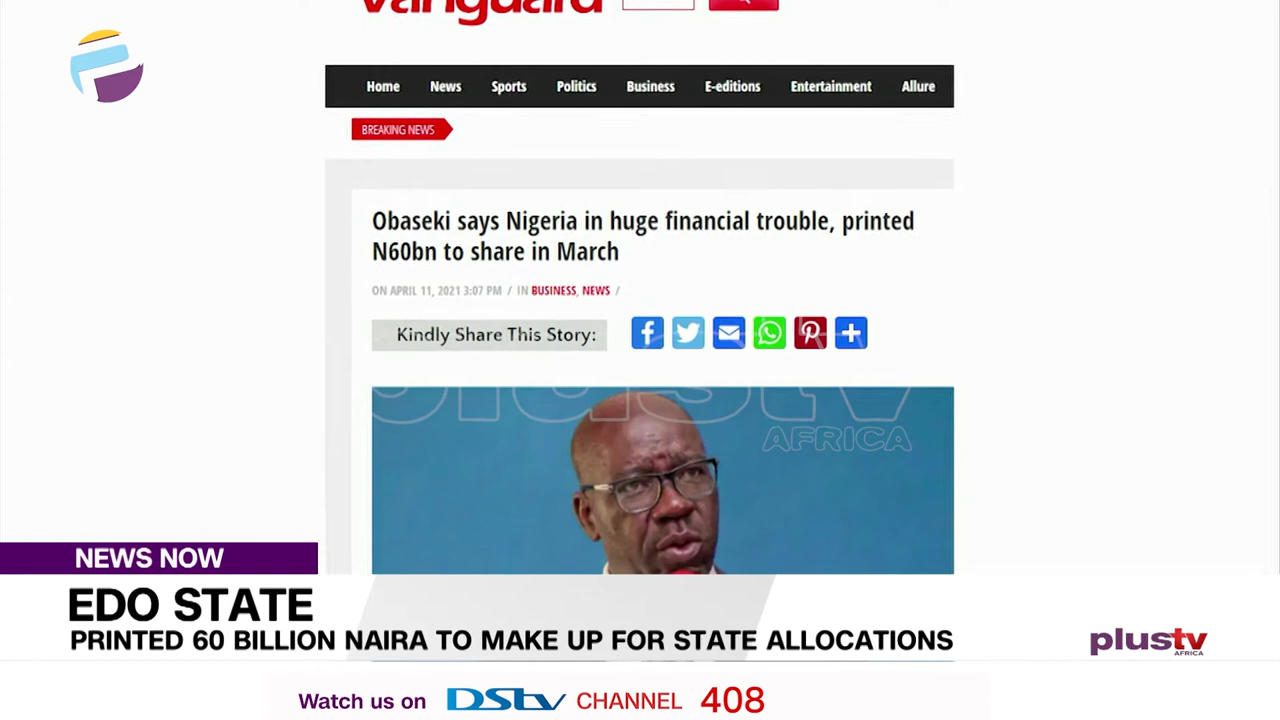 vanguard
Home News Sports Politics Business E-editions Entertainment Allure
BREAKING NEWS
Obaseki says Nigeria in huge financial trouble, printed
N60bn to share in March
ON APRIL 11, 2021 3:07 PM / IN BUSINESS, NEWS /
Kindly Share This Story:
plustv
AFRICA
NEWS NOW
EDO STATE
PRINTED 60 BILLION NAIRA TO MAKE UP FOR STATE ALLOCATIONS
plustv
AFRICA
Watch us on DStv CHANNEL 408